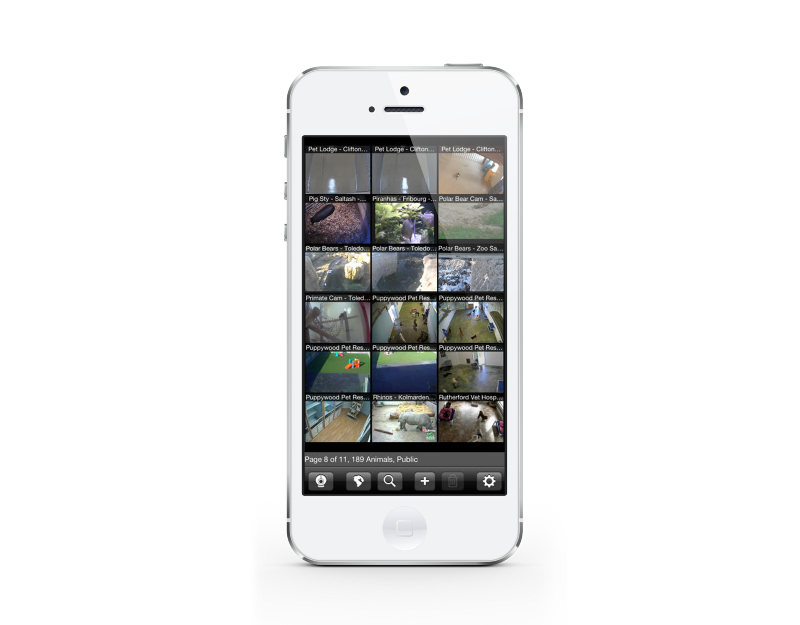 Pet Lodge - Clifton... Pet Lodge - Clifton... Pet Lodge - Clifton...
Pig Sty - Saltash -... Piranhas - Fribourg -... Polar Bear Cam - Sa...
Polar Bears - Toledo... Polar Bears - Toledo... Polar Bears - Zoo Sa...
Primate Cam - Toled... Puppywood Pet Res... Puppywood Pet Res...
Puppywood Pet Res... Puppywood Pet Res... Puppywood Pet Res...
Puppywood Pet Res... Rhinos - Kolmarden... Rutherford Vet Hosp...
Page 8 of 11, 189 Animals, Public